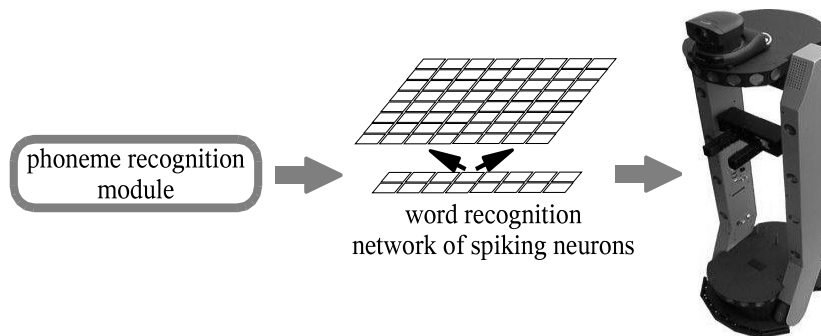 phoneme recognition
module
word recognition
network of spiking neurons